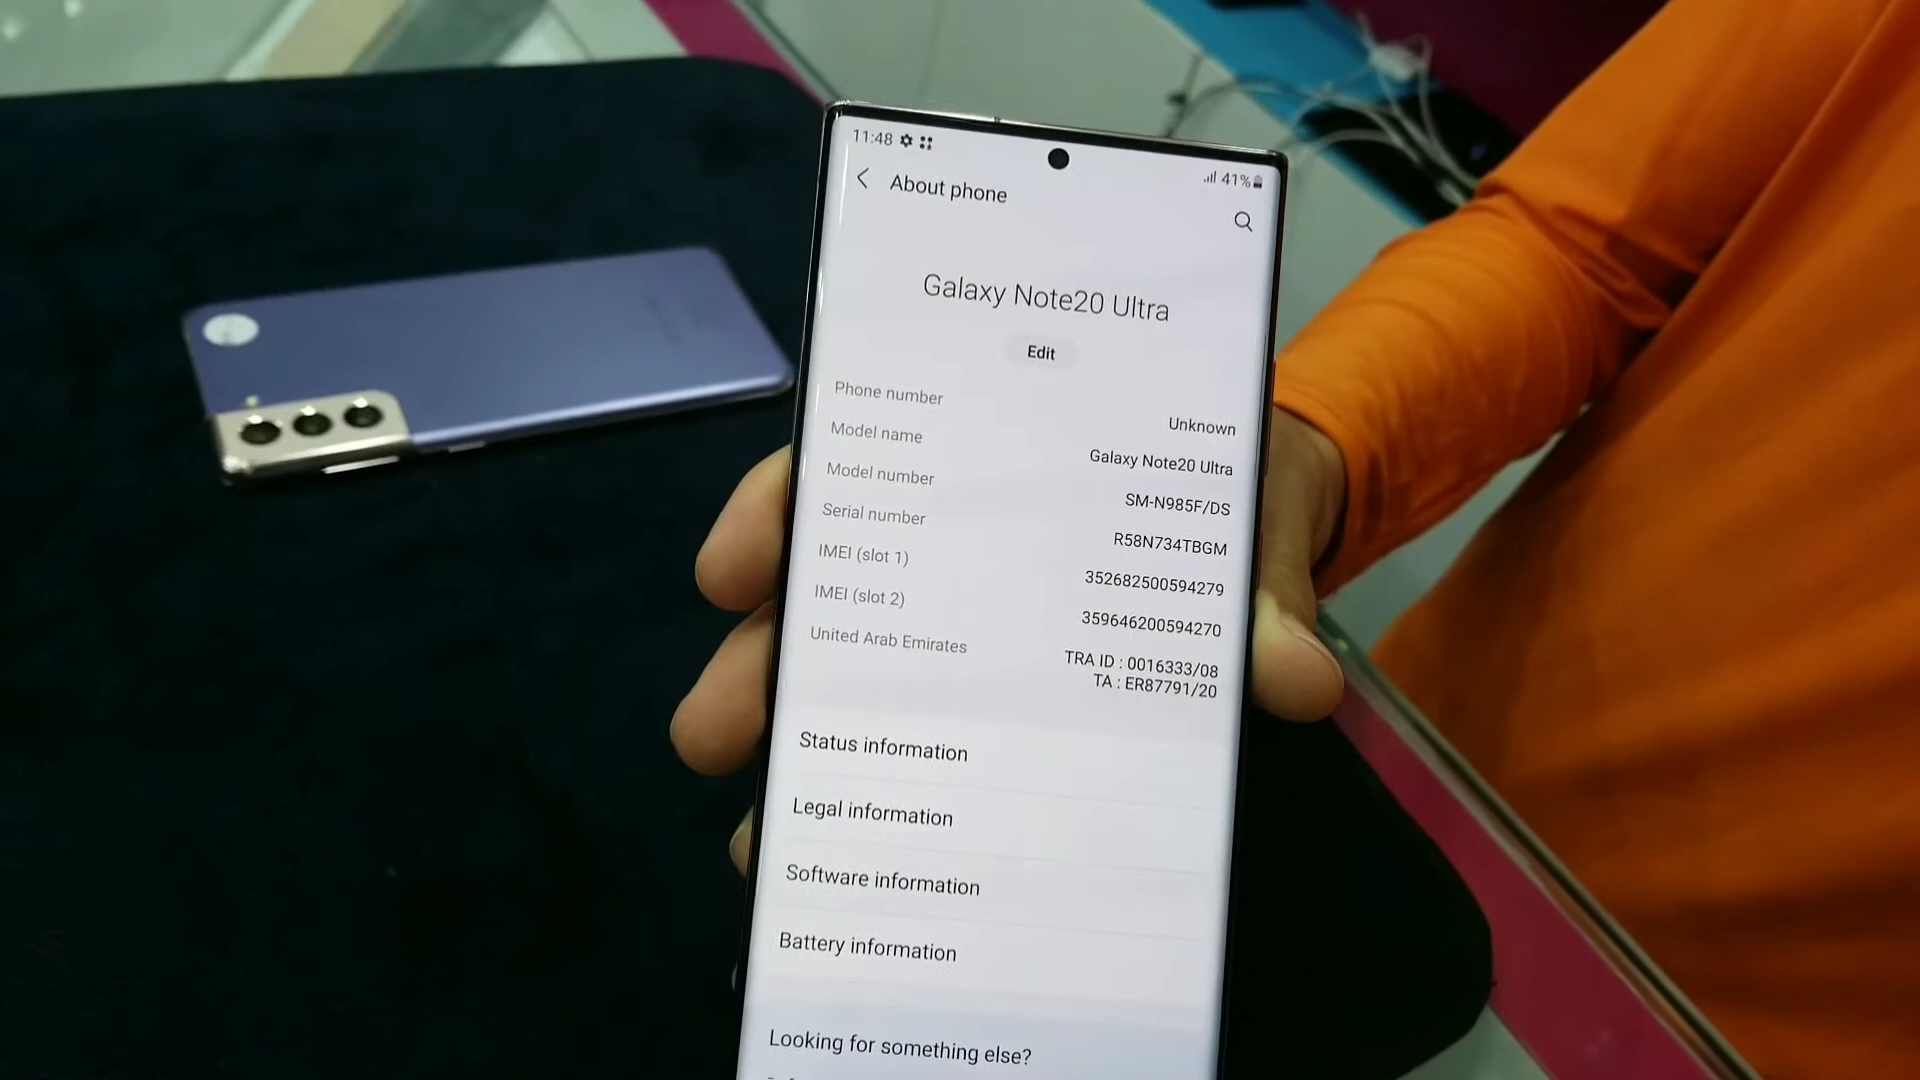 11:48
41%
About phone
Galaxy Note20 Ultra
Edit
Phone number
Unknown
Model name
Galaxy Note20 Ultra
Model number
SM-N985F/DS
Serial number
R58N734TBGM
IMEI (slot 1)
352682500594279
IMEI (slot 2)
359646200594270
United Arab Emirates
TRA ID : 0016333/08
TA : ER87791/20
Status information
Legal information
Software information
Battery information
Looking for something else?